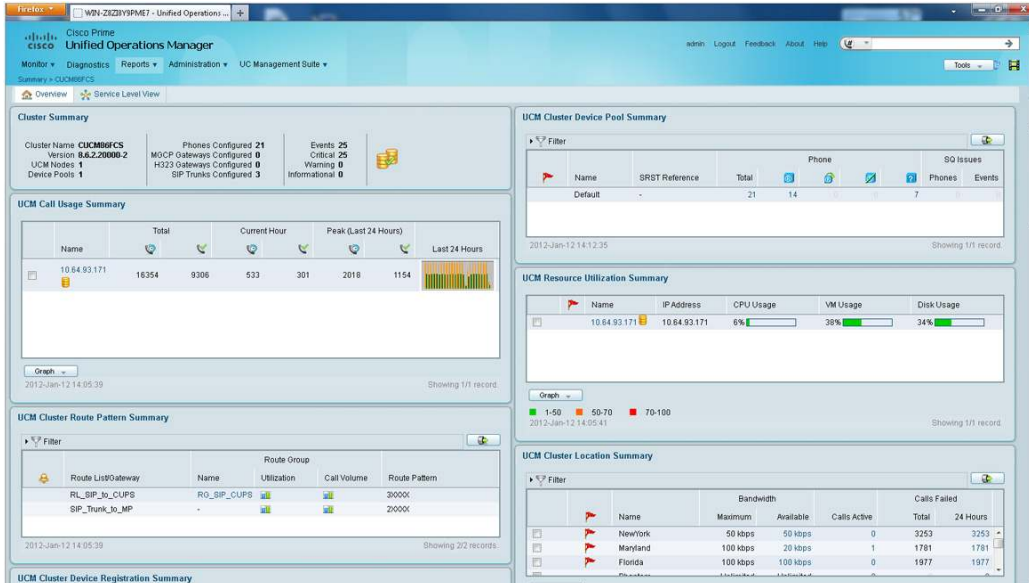 Firefox
WIN-Z8ZI8Y9PME7 - Unified Operations ...
Cisco Prime
CISCO Unified Operations Manager
admin Logout Feedback About Help
Monitor Diagnostics Reports Administration UC Management Suite
Tools
Summary > CUCM86FCS
Overview Service Level View
Cluster Summary
Cluster Name CUCM86FCS
Version 8.6.2.20000-2
UCM Nodes 1
Device Pools 1
Phones Configured 21
MGCP Gateways Configured 0
H323 Gateways Configured 0
SIP Trunks Configured 3
Events 25
Critical 25
Warning 0
Informational 0
UCM Call Usage Summary
Total Current Hour Peak (Last 24 Hours)
Name Last 24 Hours
10.64.93.171 16354 9306 533 301 2018 1154
Graph
2012-Jan-12 14:05:39 Showing 1/1 record.
UCM Cluster Route Pattern Summary
Filter
Route Group
Route List/Gateway Name Utilization Call Volume Route Pattern
RL_SIP_to_CUPS RG_SIP_CUPS 3XXXX
SIP_Trunk_to_MP - 2XXXX
2012-Jan-12 14:05:39 Showing 2/2 records.
UCM Cluster Device Registration Summary
UCM Cluster Device Pool Summary
Filter
Phone SQ Issues
Name SRST Reference Total Phones Events
Default - 21 14 0 0 7 0 0
2012-Jan-12 14:12:35 Showing 1/1 record.
UCM Resource Utilization Summary
Name IP Address CPU Usage VM Usage Disk Usage
10.64.93.171 10.64.93.171 6% 38% 34%
Graph
1-50 50-70 70-100
2012-Jan-12 14:05:41 Showing 1/1 record.
UCM Cluster Location Summary
Filter
Bandwidth Calls Failed
Name Maximum Available Calls Active Total 24 Hours
NewYork 50 kbps 50 kbps 0 3253 3253
Maryland 100 kbps 20 kbps 1 1781 1781
Florida 100 kbps 100 kbps 0 1977 1977